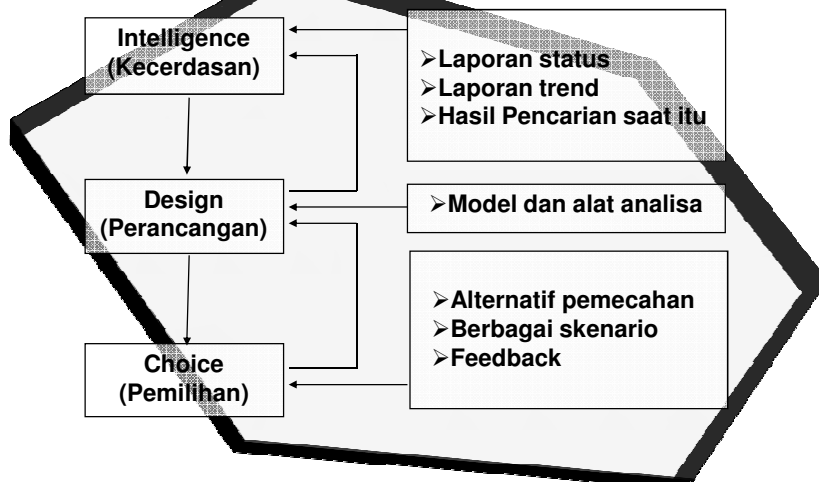 Intelligence
(Kecerdasan)
➢Laporan status
➢Laporan trend
➢Hasil Pencarian saat itu
Design
(Perancangan)
➢Model dan alat analisa
➢Alternatif pemecahan
➢Berbagai skenario
➢Feedback
Choice
(Pemilihan)